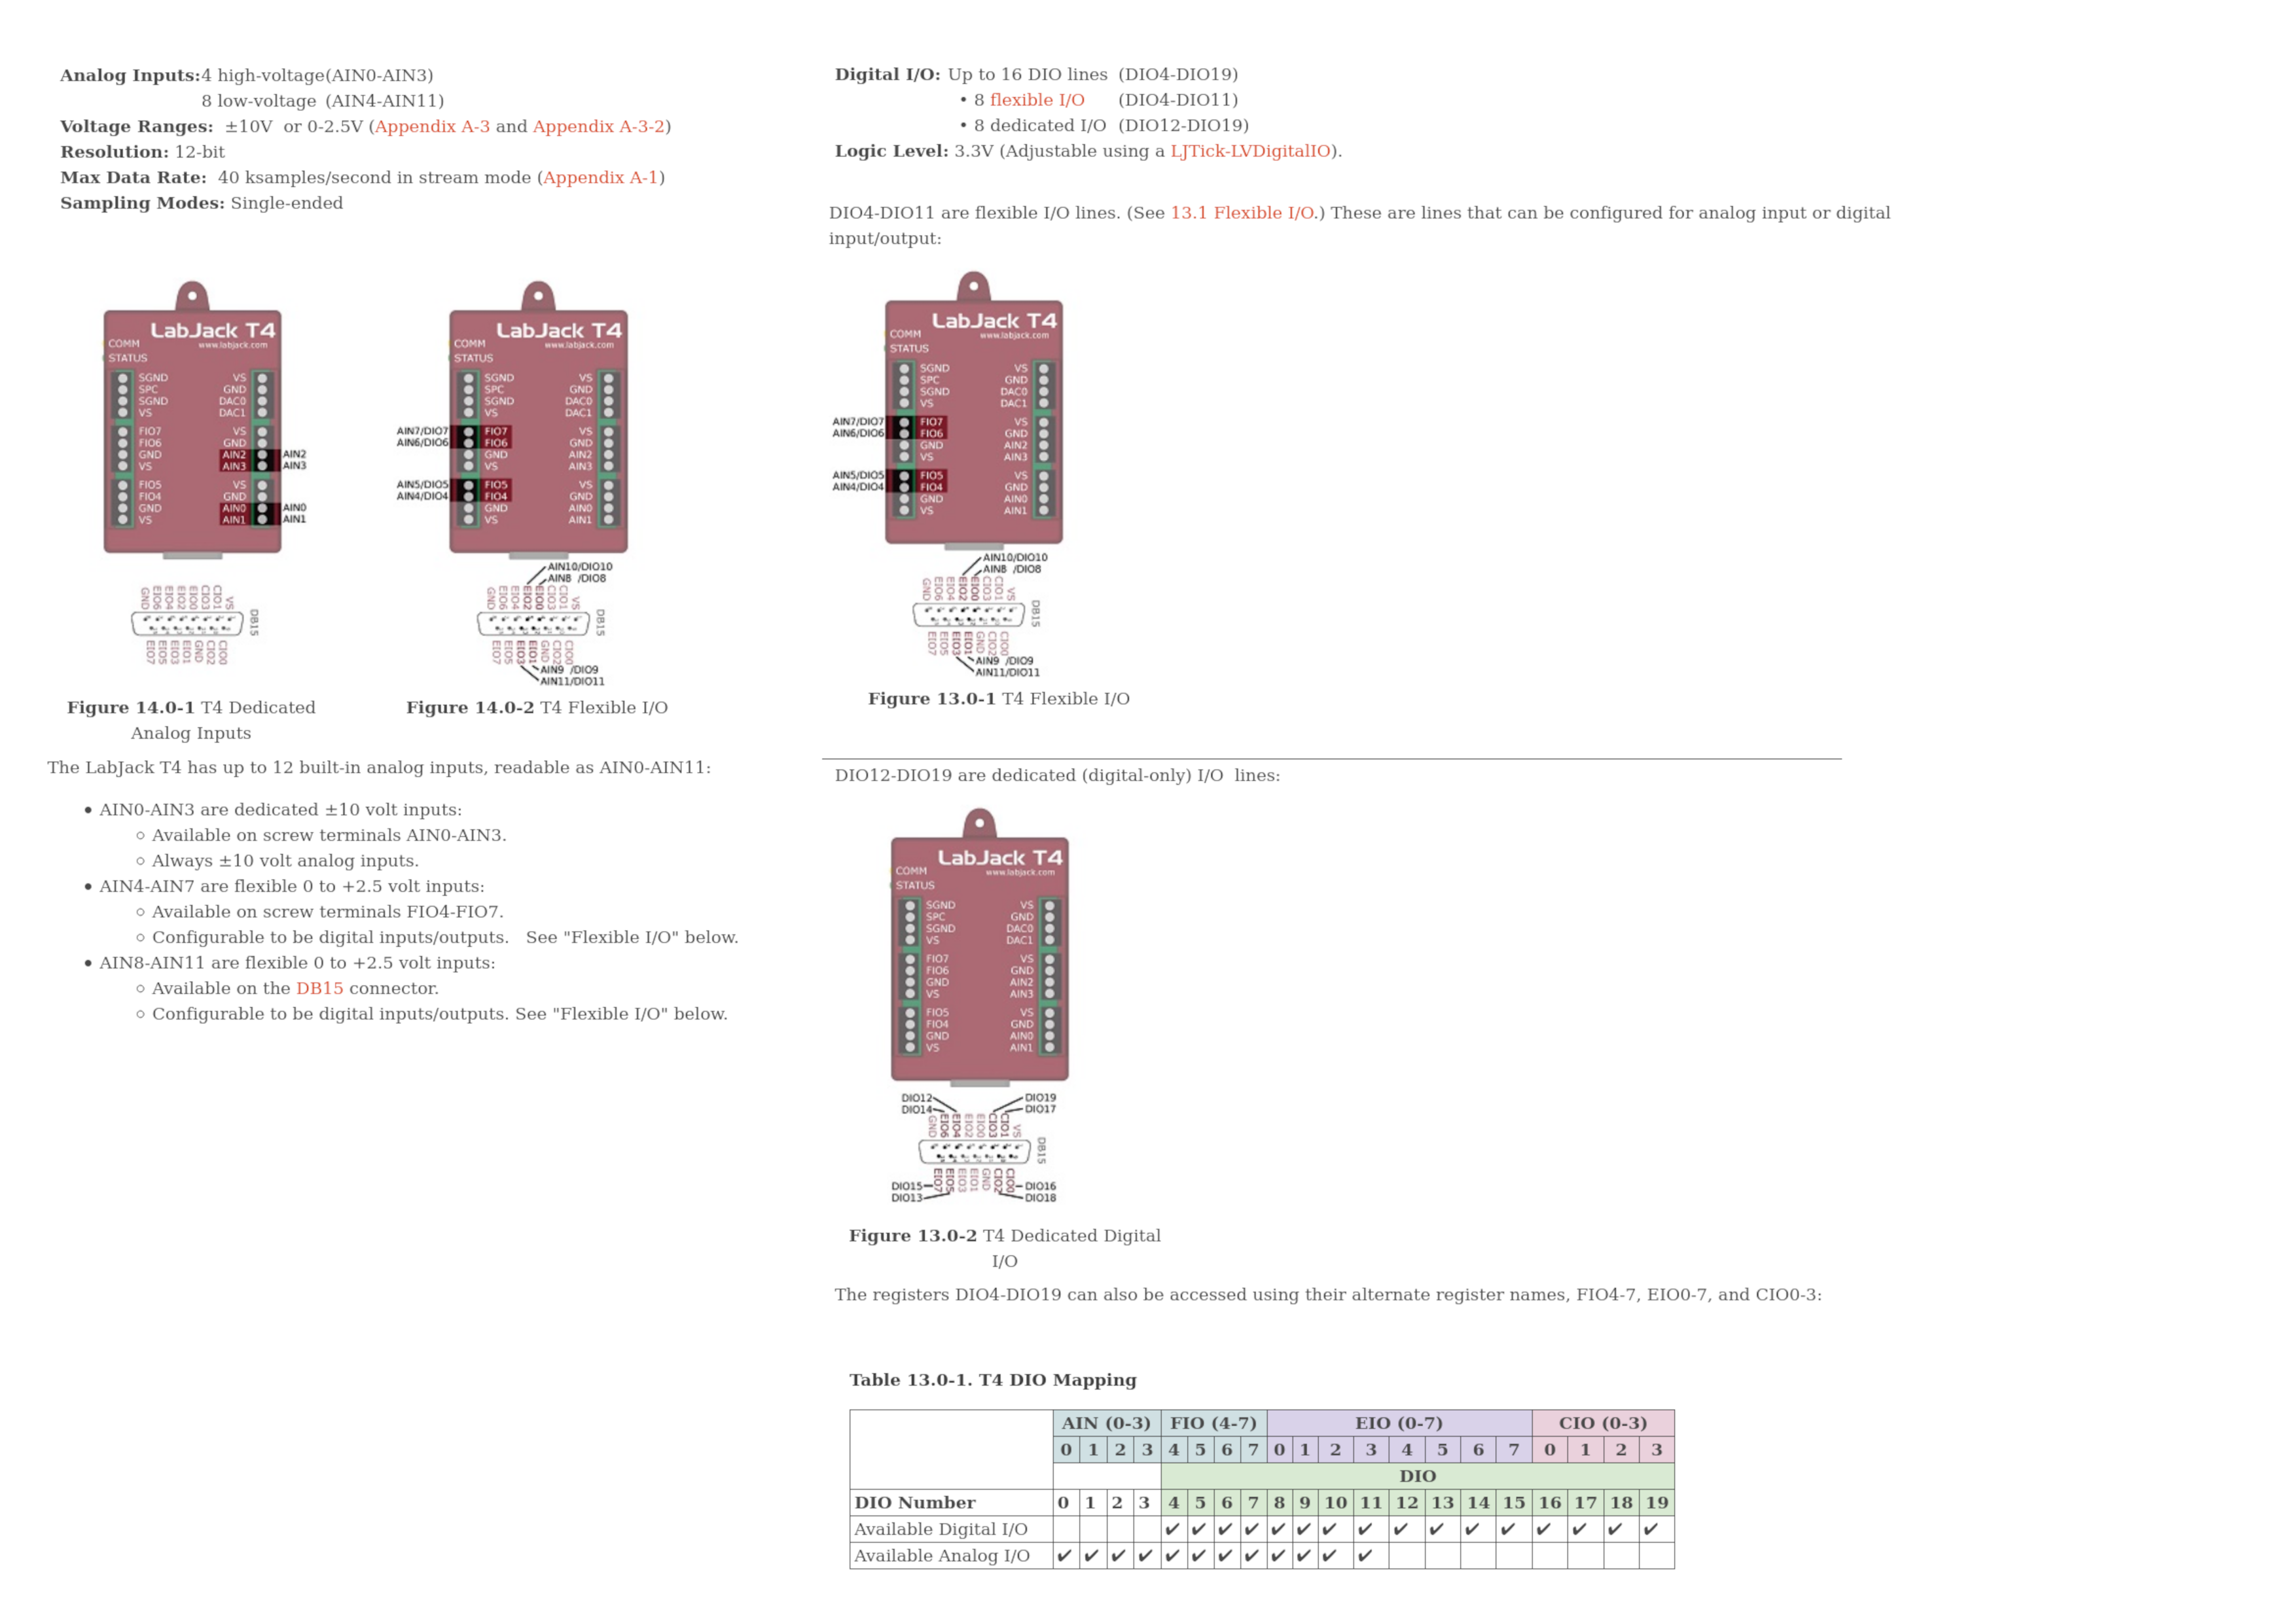 Analog Inputs:4 high-voltage(AIN0-AIN3)
8 low-voltage (AIN4-AIN11)
Voltage Ranges: ±10V or 0-2.5V (Appendix A-3 and Appendix A-3-2)
Resolution: 12-bit
Max Data Rate: 40 ksamples/second in stream mode (Appendix A-1)
Sampling Modes: Single-ended
LabJack T4
www.labjack.com
COMM
STATUS
SGND VS
SPC GND
SGND DAC0
VS DAC1
FIO7 VS
FIO6 GND
GND AIN2 AIN2
VS AIN3 AIN3
FIO5 VS
FIO4 GND
GND AIN0 AIN0
VS AIN1 AIN1
GND EIO6 EIO4 EIO2 EIO0 CIO3 CIO1 VS
DB15
EIO7 EIO5 EIO3 EIO1 GND CIO2 CIO0
Figure 14.0-1 T4 Dedicated
Analog Inputs
LabJack T4
www.labjack.com
COMM
STATUS
SGND VS
SPC GND
SGND DAC0
VS DAC1
AIN7/DIO7 FIO7 VS
AIN6/DIO6 FIO6 GND
GND AIN2
VS AIN3
AIN5/DIO5 FIO5 VS
AIN4/DIO4 FIO4 GND
GND AIN0
VS AIN1
AIN10/DIO10
AIN8 /DIO8
GND EIO6 EIO4 EIO2 EIO0 CIO3 CIO1 VS
DB15
EIO7 EIO5 EIO3 EIO1 GND CIO2 CIO0
AIN9 /DIO9
AIN11/DIO11
Figure 14.0-2 T4 Flexible I/O
The LabJack T4 has up to 12 built-in analog inputs, readable as AIN0-AIN11:
• AIN0-AIN3 are dedicated ±10 volt inputs:
○ Available on screw terminals AIN0-AIN3.
○ Always ±10 volt analog inputs.
• AIN4-AIN7 are flexible 0 to +2.5 volt inputs:
○ Available on screw terminals FIO4-FIO7.
○ Configurable to be digital inputs/outputs. See "Flexible I/O" below.
• AIN8-AIN11 are flexible 0 to +2.5 volt inputs:
○ Available on the DB15 connector.
○ Configurable to be digital inputs/outputs. See "Flexible I/O" below.
Digital I/O: Up to 16 DIO lines (DIO4-DIO19)
• 8 flexible I/O (DIO4-DIO11)
• 8 dedicated I/O (DIO12-DIO19)
Logic Level: 3.3V (Adjustable using a LJTick-LVDigitalIO).
DIO4-DIO11 are flexible I/O lines. (See 13.1 Flexible I/O.) These are lines that can be configured for analog input or digital
input/output:
LabJack T4
www.labjack.com
COMM
STATUS
SGND VS
SPC GND
SGND DAC0
VS DAC1
AIN7/DIO7 FIO7 VS
AIN6/DIO6 FIO6 GND
GND AIN2
VS AIN3
AIN5/DIO5 FIO5 VS
AIN4/DIO4 FIO4 GND
GND AIN0
VS AIN1
AIN10/DIO10
AIN8 /DIO8
GND EIO6 EIO4 EIO2 EIO0 CIO3 CIO1 VS
DB15
EIO7 EIO5 EIO3 EIO1 GND CIO2 CIO0
AIN9 /DIO9
AIN11/DIO11
Figure 13.0-1 T4 Flexible I/O
DIO12-DIO19 are dedicated (digital-only) I/O lines:
LabJack T4
www.labjack.com
COMM
STATUS
SGND VS
SPC GND
SGND DAC0
VS DAC1
FIO7 VS
FIO6 GND
GND AIN2
VS AIN3
FIO5 VS
FIO4 GND
GND AIN0
VS AIN1
DIO12 DIO19
DIO14 DIO17
GND EIO6 EIO4 EIO2 EIO0 CIO3 CIO1 VS
DB15
EIO7 EIO5 EIO3 EIO1 GND CIO2 CIO0
DIO15 DIO16
DIO13 DIO18
Figure 13.0-2 T4 Dedicated Digital
I/O
The registers DIO4-DIO19 can also be accessed using their alternate register names, FIO4-7, EIO0-7, and CIO0-3:
Table 13.0-1. T4 DIO Mapping
AIN (0-3) FIO (4-7) EIO (0-7) CIO (0-3)
0 1 2 3 4 5 6 7 0 1 2 3 4 5 6 7 0 1 2 3
DIO
DIO Number 0 1 2 3 4 5 6 7 8 9 10 11 12 13 14 15 16 17 18 19
Available Digital I/O ✔ ✔ ✔ ✔ ✔ ✔ ✔ ✔ ✔ ✔ ✔ ✔ ✔ ✔ ✔ ✔
Available Analog I/O ✔ ✔ ✔ ✔ ✔ ✔ ✔ ✔ ✔ ✔ ✔ ✔